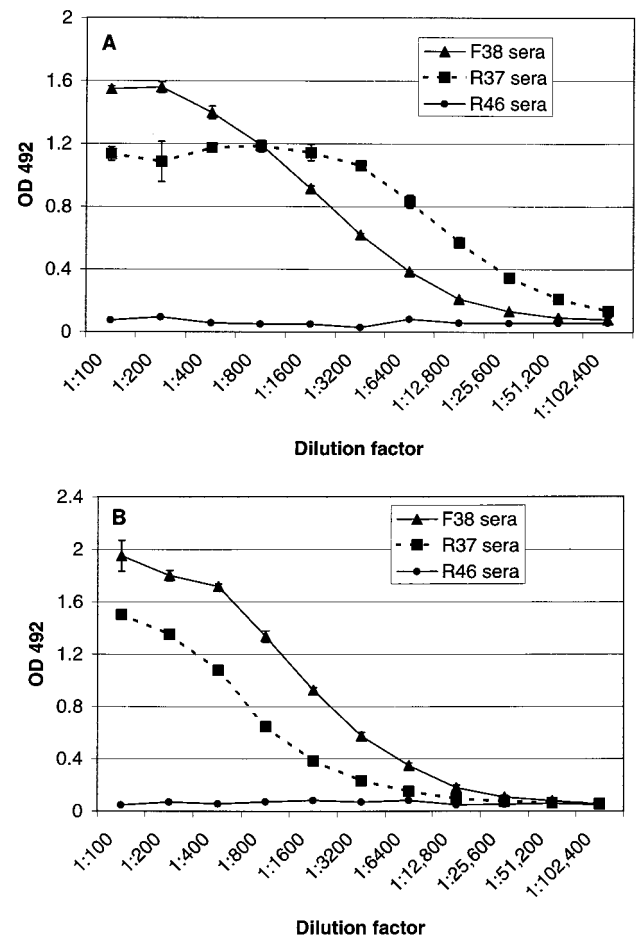 2
A
F38 sera
R37 sera
R46 sera
1.6
1.2
0.8
0.4
0
OD 492
1:100
1:200
1:400
1:800
1:1600
1:3200
1:6400
1:12,800
1:25,600
1:51,200
1:102,400
Dilution factor
2.4
B
F38 sera
R37 sera
R46 sera
2
1.6
1.2
0.8
0.4
0
OD 492
1:100
1:200
1:400
1:800
1:1600
1:3200
1:6400
1:12,800
1:25,600
1:51,200
1:102,400
Dilution factor